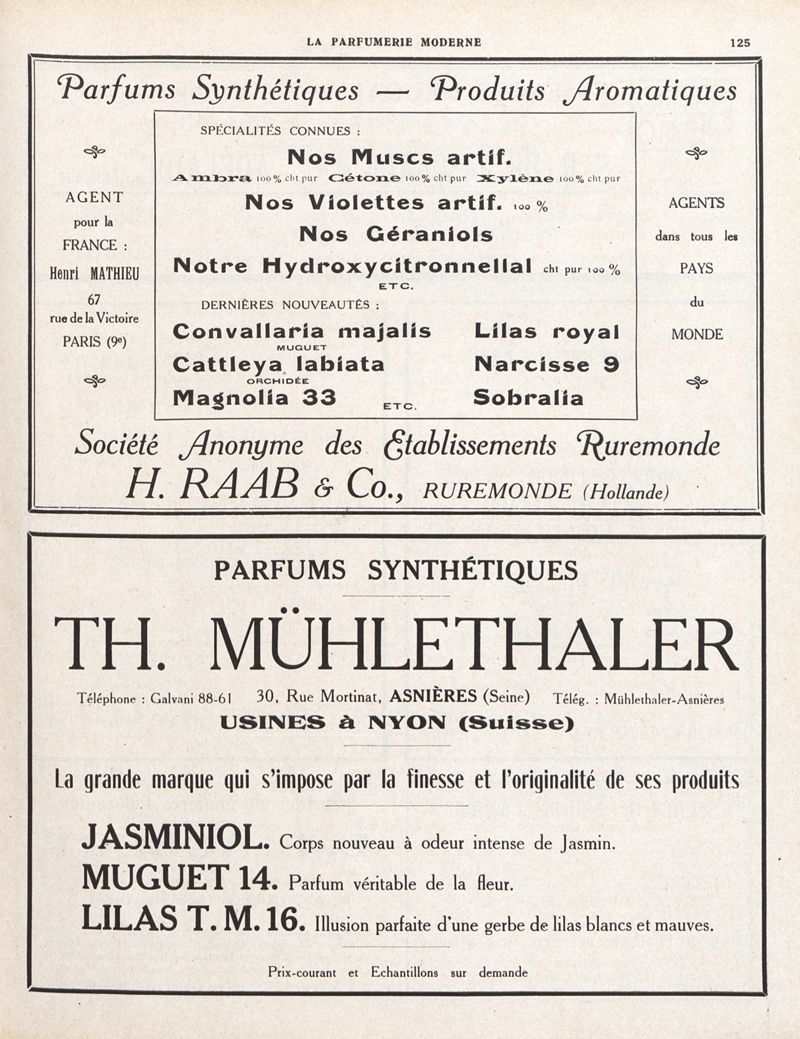 LA PARFUMERIE MODERNE 125
Parfums Synthétiques — Produits Aromatiques
AGENT
pour la
FRANCE :
Henri MATHIEU
67
rue de la Victoire
PARIS (9e)
SPÉCIALITÉS CONNUES :
Nos Muscs artif.
Ambra 100 % cht pur Cétone 100 % cht pur Xylène 100 % cht pur
Nos Violettes artif. 100 %
Nos Géraniols
Notre Hydroxycitronnellal cht pur 100 %
ETC.
DERNIÈRES NOUVEAUTÉS :
Convallaria majalis Lilas royal
MUGUET
Cattleya labiata Narcisse 9
ORCHIDÉE
Magnolia 33 ETC. Sobralia
AGENTS
dans tous les
PAYS
du
MONDE
Société Anonyme des Etablissements Ruremonde
H. RAAB & Co., RUREMONDE (Hollande)
PARFUMS SYNTHÉTIQUES
TH. MÜHLETHALER
Téléphone : Galvani 88-61 30, Rue Mortinat, ASNIÈRES (Seine) Télég. : Mühlethaler-Asnières
USINES à NYON (Suisse)
La grande marque qui s'impose par la finesse et l'originalité de ses produits
JASMINIOL. Corps nouveau à odeur intense de Jasmin.
MUGUET 14. Parfum véritable de la fleur.
LILAS T. M. 16. Illusion parfaite d'une gerbe de lilas blancs et mauves.
Prix-courant et Echantillons sur demande